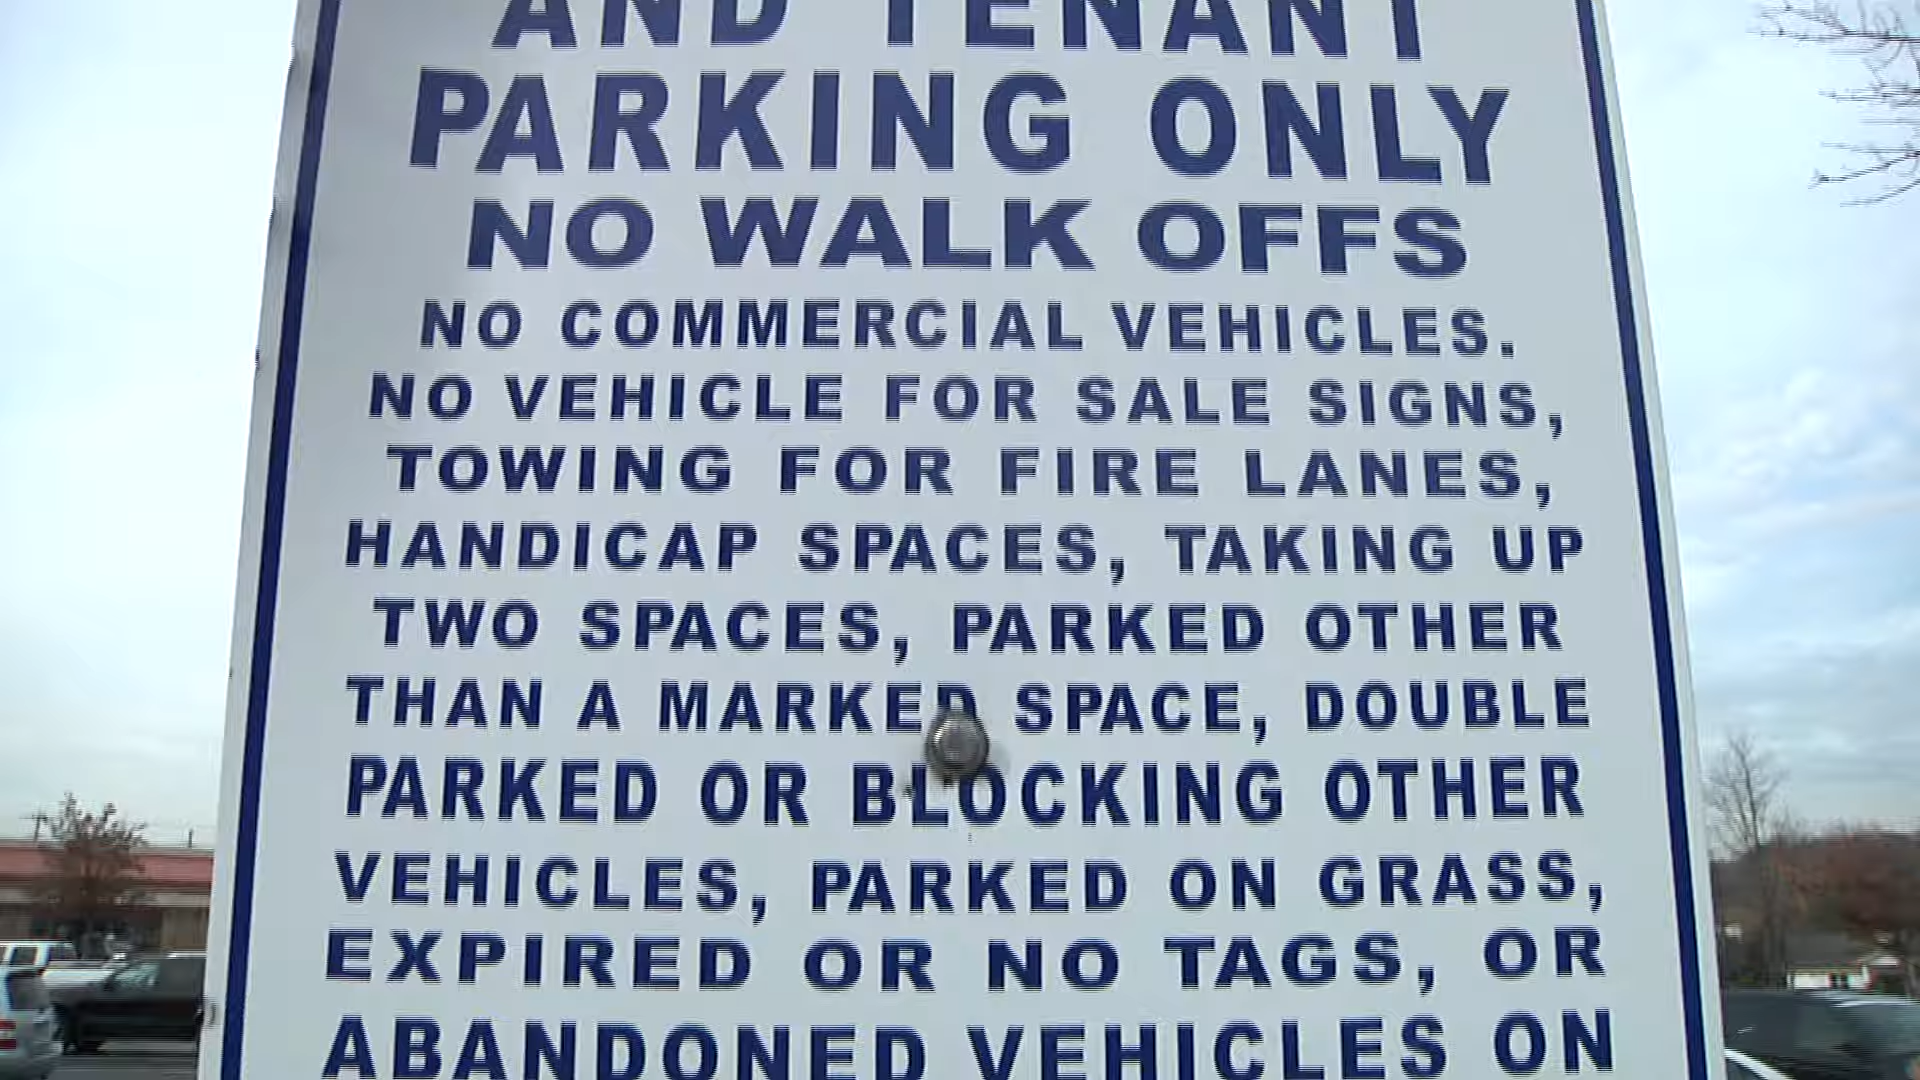 AND TENANT
PARKING ONLY
NO WALK OFFS
NO COMMERCIAL VEHICLES.
NO VEHICLE FOR SALE SIGNS,
TOWING FOR FIRE LANES,
HANDICAP SPACES, TAKING UP
TWO SPACES, PARKED OTHER
THAN A MARKED SPACE, DOUBLE
PARKED OR BLOCKING OTHER
VEHICLES, PARKED ON GRASS,
EXPIRED OR NO TAGS, OR
ABANDONED VEHICLES ON